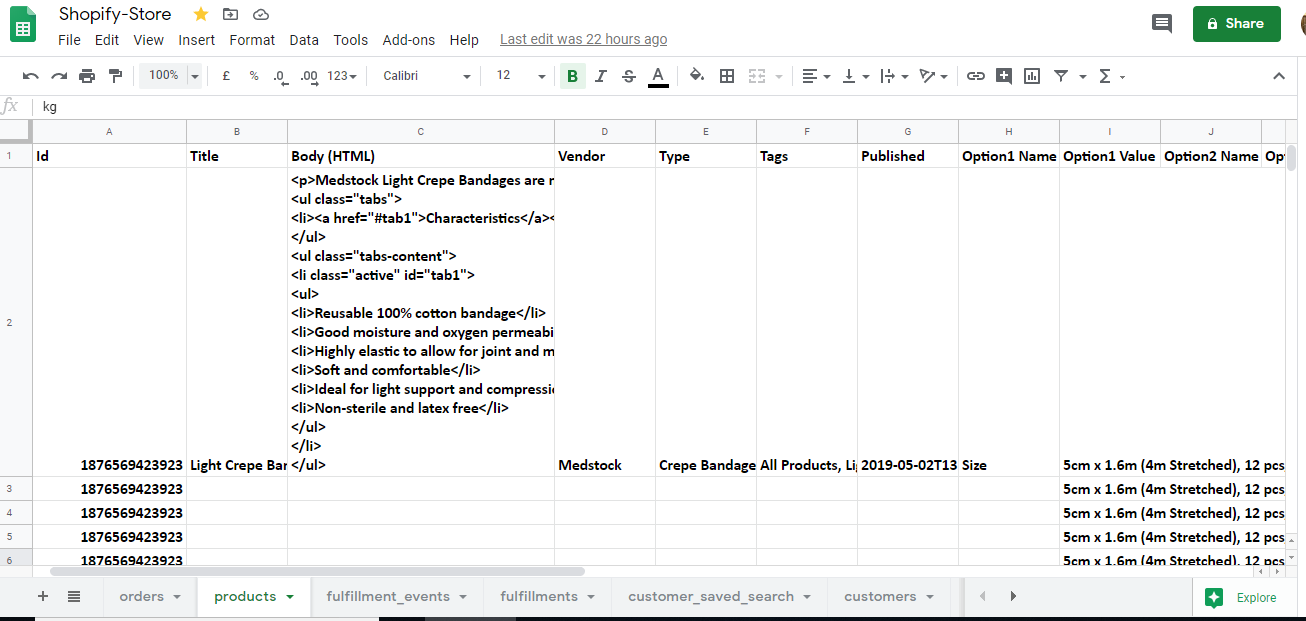 Shopify-Store
File Edit View Insert Format Data Tools Add-ons Help Last edit was 22 hours ago
Share
100% £ % .0 .00 123 Calibri 12 B I S A Σ
fx kg
A B C D E F G H I J
1 Id Title Body (HTML) Vendor Type Tags Published Option1 Name Option1 Value Option2 Name Op
<p>Medstock Light Crepe Bandages are
<ul class="tabs">
<li><a href="#tab1">Characteristics</a><
</ul>
<ul class="tabs-content">
<li class="active" id="tab1">
<ul>
<li>Reusable 100% cotton bandage</li>
2
<li>Good moisture and oxygen permeabi
<li>Highly elastic to allow for joint and m
<li>Soft and comfortable</li>
<li>Ideal for light support and compressi
<li>Non-sterile and latex free</li>
</ul>
</li>
1876569423923 Light Crepe Ban </ul> Medstock Crepe Bandage All Products, Li 2019-05-02T13 Size 5cm x 1.6m (4m Stretched), 12 pcs
3 1876569423923 5cm x 1.6m (4m Stretched), 12 pcs
4 1876569423923 5cm x 1.6m (4m Stretched), 12 pcs
5 1876569423923 5cm x 1.6m (4m Stretched), 12 pcs
6 1876569423923 5cm x 1.6m (4m Stretched), 12 pcs
orders products fulfillment_events fulfillments customer_saved_search customers Explore